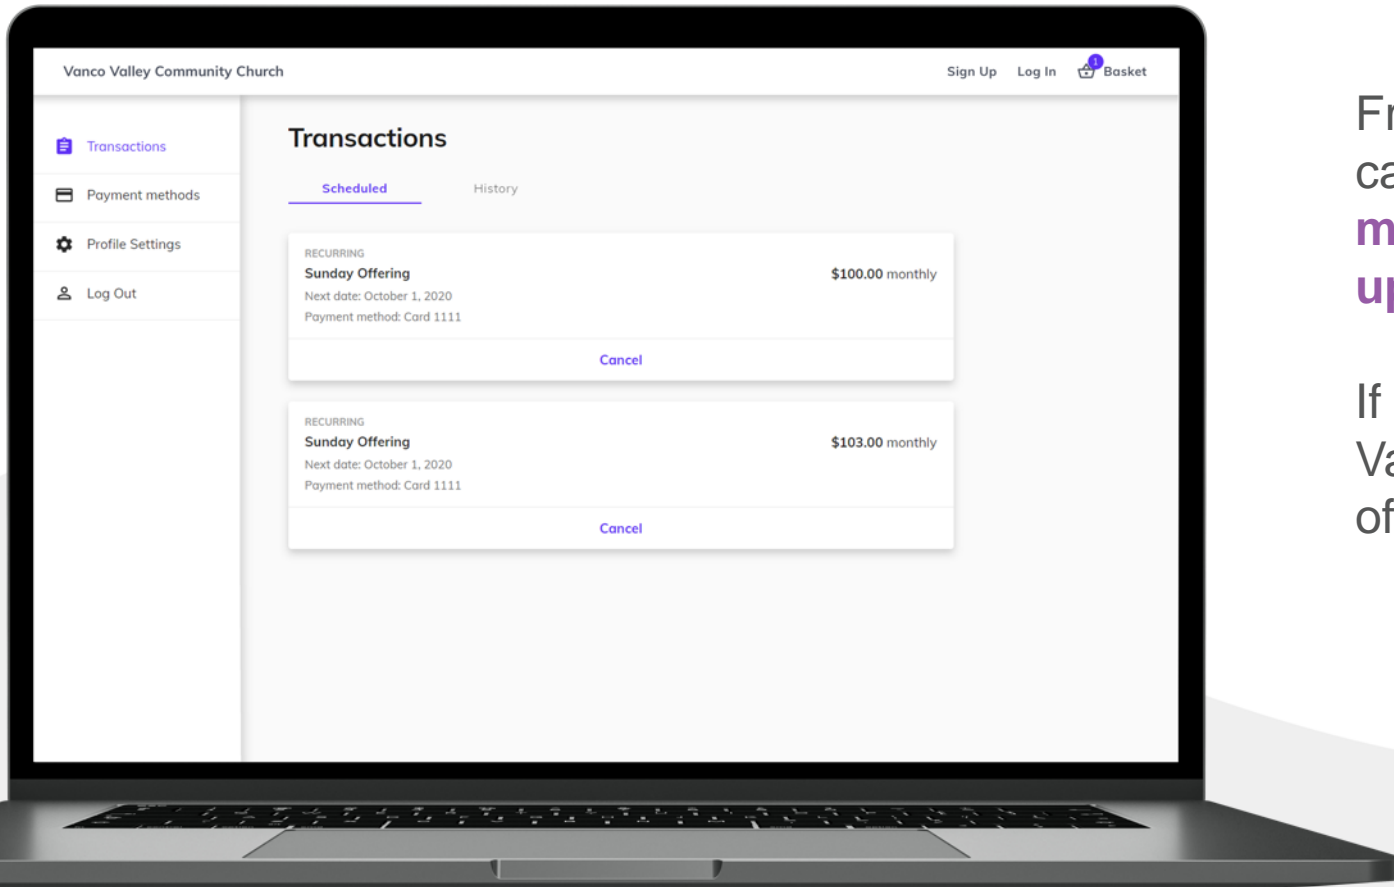 Vanco Valley Community Church
Sign Up Log In 1 Basket
Transactions
Payment methods
Profile Settings
Log Out
Transactions
Scheduled History
RECURRING
Sunday Offering $100.00 monthly
Next date: October 1, 2020
Payment method: Card 1111
Cancel
RECURRING
Sunday Offering $103.00 monthly
Next date: October 1, 2020
Payment method: Card 1111
Cancel
If